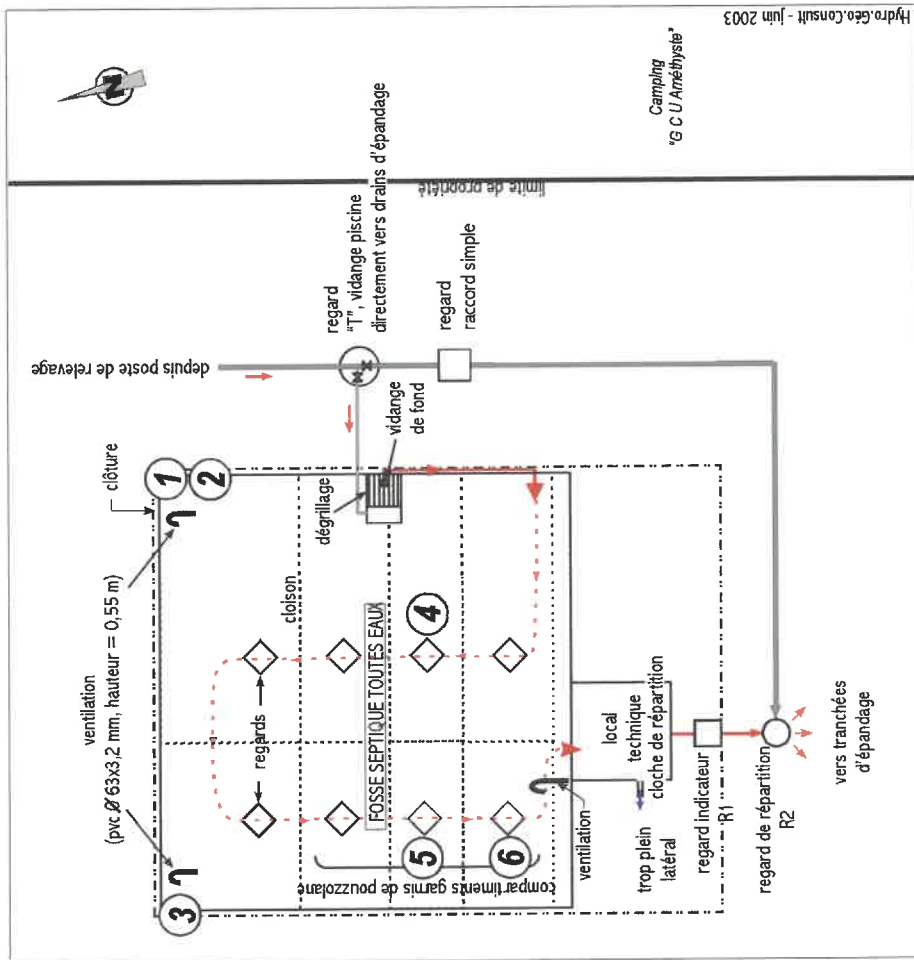 Hydro.Géo.Consult - juin 2003
N
Camping
"G C U Améthyste"
limite de propriété
regard
"T", vidange piscine
directement vers drains d'épandage
regard
raccord simple
depuis poste de relevage
clôture
1
2
ventilation
(pvc Ø 63x3,2 mm, hauteur = 0,55 m)
3
vidange
de fond
dégrillage
cloison
regards
FOSSE SEPTIQUE TOUTES EAUX
4
5
6
compartiments garnis de pouzzolane
ventilation
local
technique
cloche de répartition
trop plein
latéral
regard indicateur
R1
regard de répartition
R2
vers tranchées
d'épandage